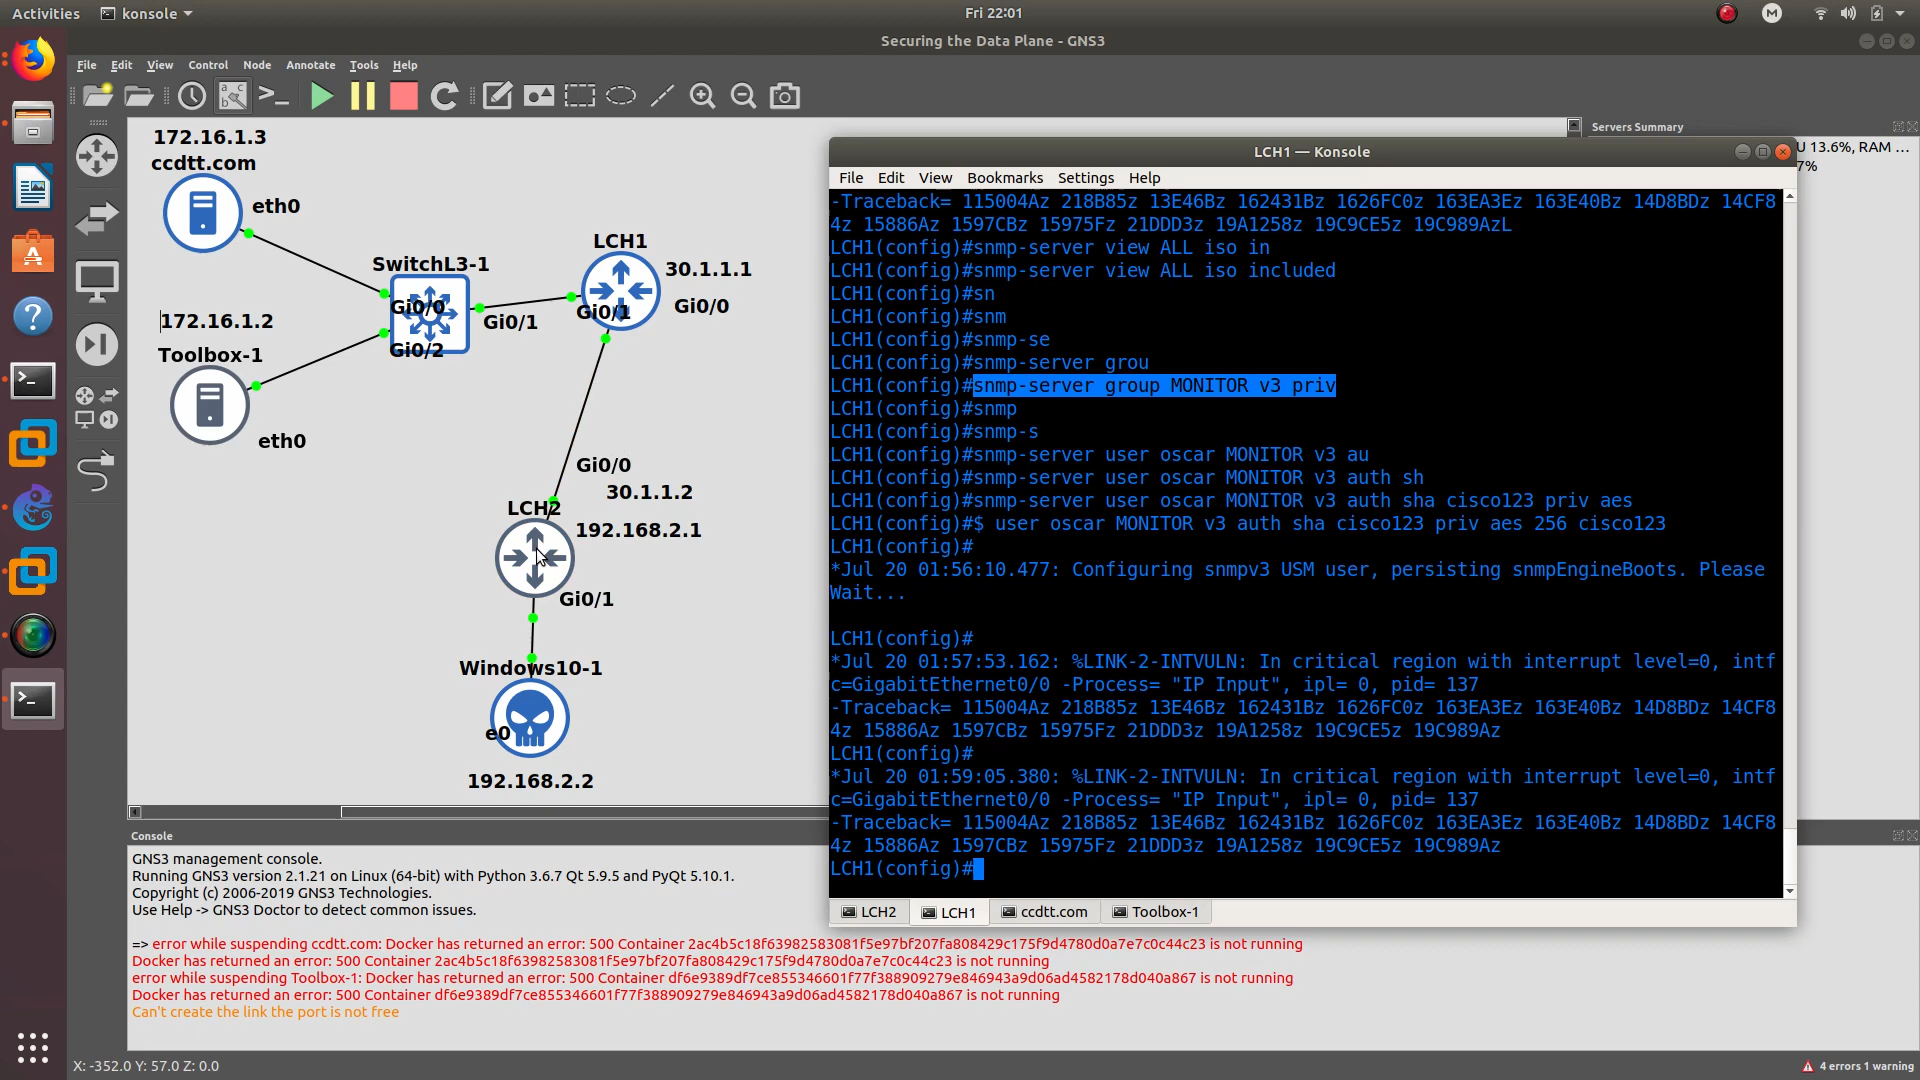 Activities
konsole
Fri 22:01
M
Securing the Data Plane - GNS3
File Edit View Control Node Annotate Tools Help
172.16.1.3
ccdtt.com
eth0
SwitchL3-1
Gi0/0
Gi0/1
Gi0/2
LCH1
30.1.1.1
Gi0/1
Gi0/0
172.16.1.2
Toolbox-1
eth0
Gi0/0
30.1.1.2
LCH2
192.168.2.1
Gi0/1
Windows10-1
e0
192.168.2.2
Servers Summary
U 13.6%, RAM ...
7%
LCH1 — Konsole
File Edit View Bookmarks Settings Help
-Traceback= 115004Az 218B85z 13E46Bz 162431Bz 1626FC0z 163EA3Ez 163E40Bz 14D8BDz 14CF8
4z 15886Az 1597CBz 15975Fz 21DDD3z 19A1258z 19C9CE5z 19C989AzL
LCH1(config)#snmp-server view ALL iso in
LCH1(config)#snmp-server view ALL iso included
LCH1(config)#sn
LCH1(config)#snm
LCH1(config)#snmp-se
LCH1(config)#snmp-server grou
LCH1(config)#snmp-server group MONITOR v3 priv
LCH1(config)#snmp
LCH1(config)#snmp-s
LCH1(config)#snmp-server user oscar MONITOR v3 au
LCH1(config)#snmp-server user oscar MONITOR v3 auth sh
LCH1(config)#snmp-server user oscar MONITOR v3 auth sha cisco123 priv aes
LCH1(config)#$ user oscar MONITOR v3 auth sha cisco123 priv aes 256 cisco123
LCH1(config)#
*Jul 20 01:56:10.477: Configuring snmpv3 USM user, persisting snmpEngineBoots. Please
Wait...
LCH1(config)#
*Jul 20 01:57:53.162: %LINK-2-INTVULN: In critical region with interrupt level=0, intf
c=GigabitEthernet0/0 -Process= "IP Input", ipl= 0, pid= 137
-Traceback= 115004Az 218B85z 13E46Bz 162431Bz 1626FC0z 163EA3Ez 163E40Bz 14D8BDz 14CF8
4z 15886Az 1597CBz 15975Fz 21DDD3z 19A1258z 19C9CE5z 19C989Az
LCH1(config)#
*Jul 20 01:59:05.380: %LINK-2-INTVULN: In critical region with interrupt level=0, intf
c=GigabitEthernet0/0 -Process= "IP Input", ipl= 0, pid= 137
-Traceback= 115004Az 218B85z 13E46Bz 162431Bz 1626FC0z 163EA3Ez 163E40Bz 14D8BDz 14CF8
4z 15886Az 1597CBz 15975Fz 21DDD3z 19A1258z 19C9CE5z 19C989Az
LCH1(config)#
LCH2 LCH1 ccdtt.com Toolbox-1
Console
GNS3 management console.
Running GNS3 version 2.1.21 on Linux (64-bit) with Python 3.6.7 Qt 5.9.5 and PyQt 5.10.1.
Copyright (c) 2006-2019 GNS3 Technologies.
Use Help -> GNS3 Doctor to detect common issues.
=> error while suspending ccdtt.com: Docker has returned an error: 500 Container 2ac4b5c18f63982583081f5e97bf207fa808429c175f9d4780d0a7e7c0c44c23 is not running
Docker has returned an error: 500 Container 2ac4b5c18f63982583081f5e97bf207fa808429c175f9d4780d0a7e7c0c44c23 is not running
error while suspending Toolbox-1: Docker has returned an error: 500 Container df6e9389df7ce855346601f77f388909279e846943a9d06ad4582178d040a867 is not running
Docker has returned an error: 500 Container df6e9389df7ce855346601f77f388909279e846943a9d06ad4582178d040a867 is not running
Can't create the link the port is not free
X: -352.0 Y: 57.0 Z: 0.0
4 errors 1 warning